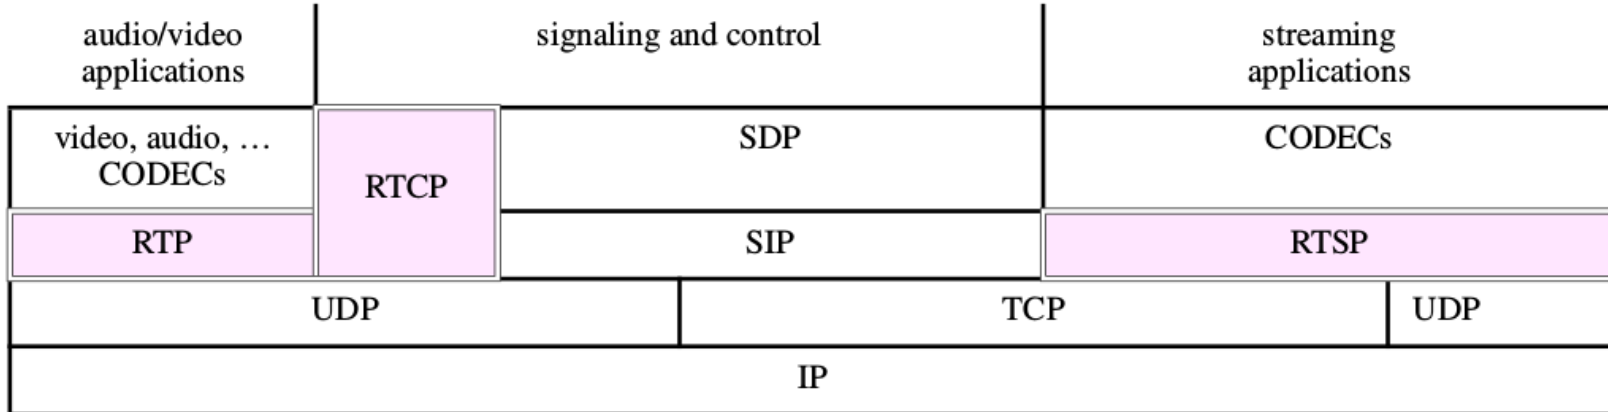 audio/video
applications
signaling and control
streaming
applications
video, audio, …
CODECs
RTCP
SDP
CODECs
RTP
SIP
RTSP
UDP
TCP
UDP
IP